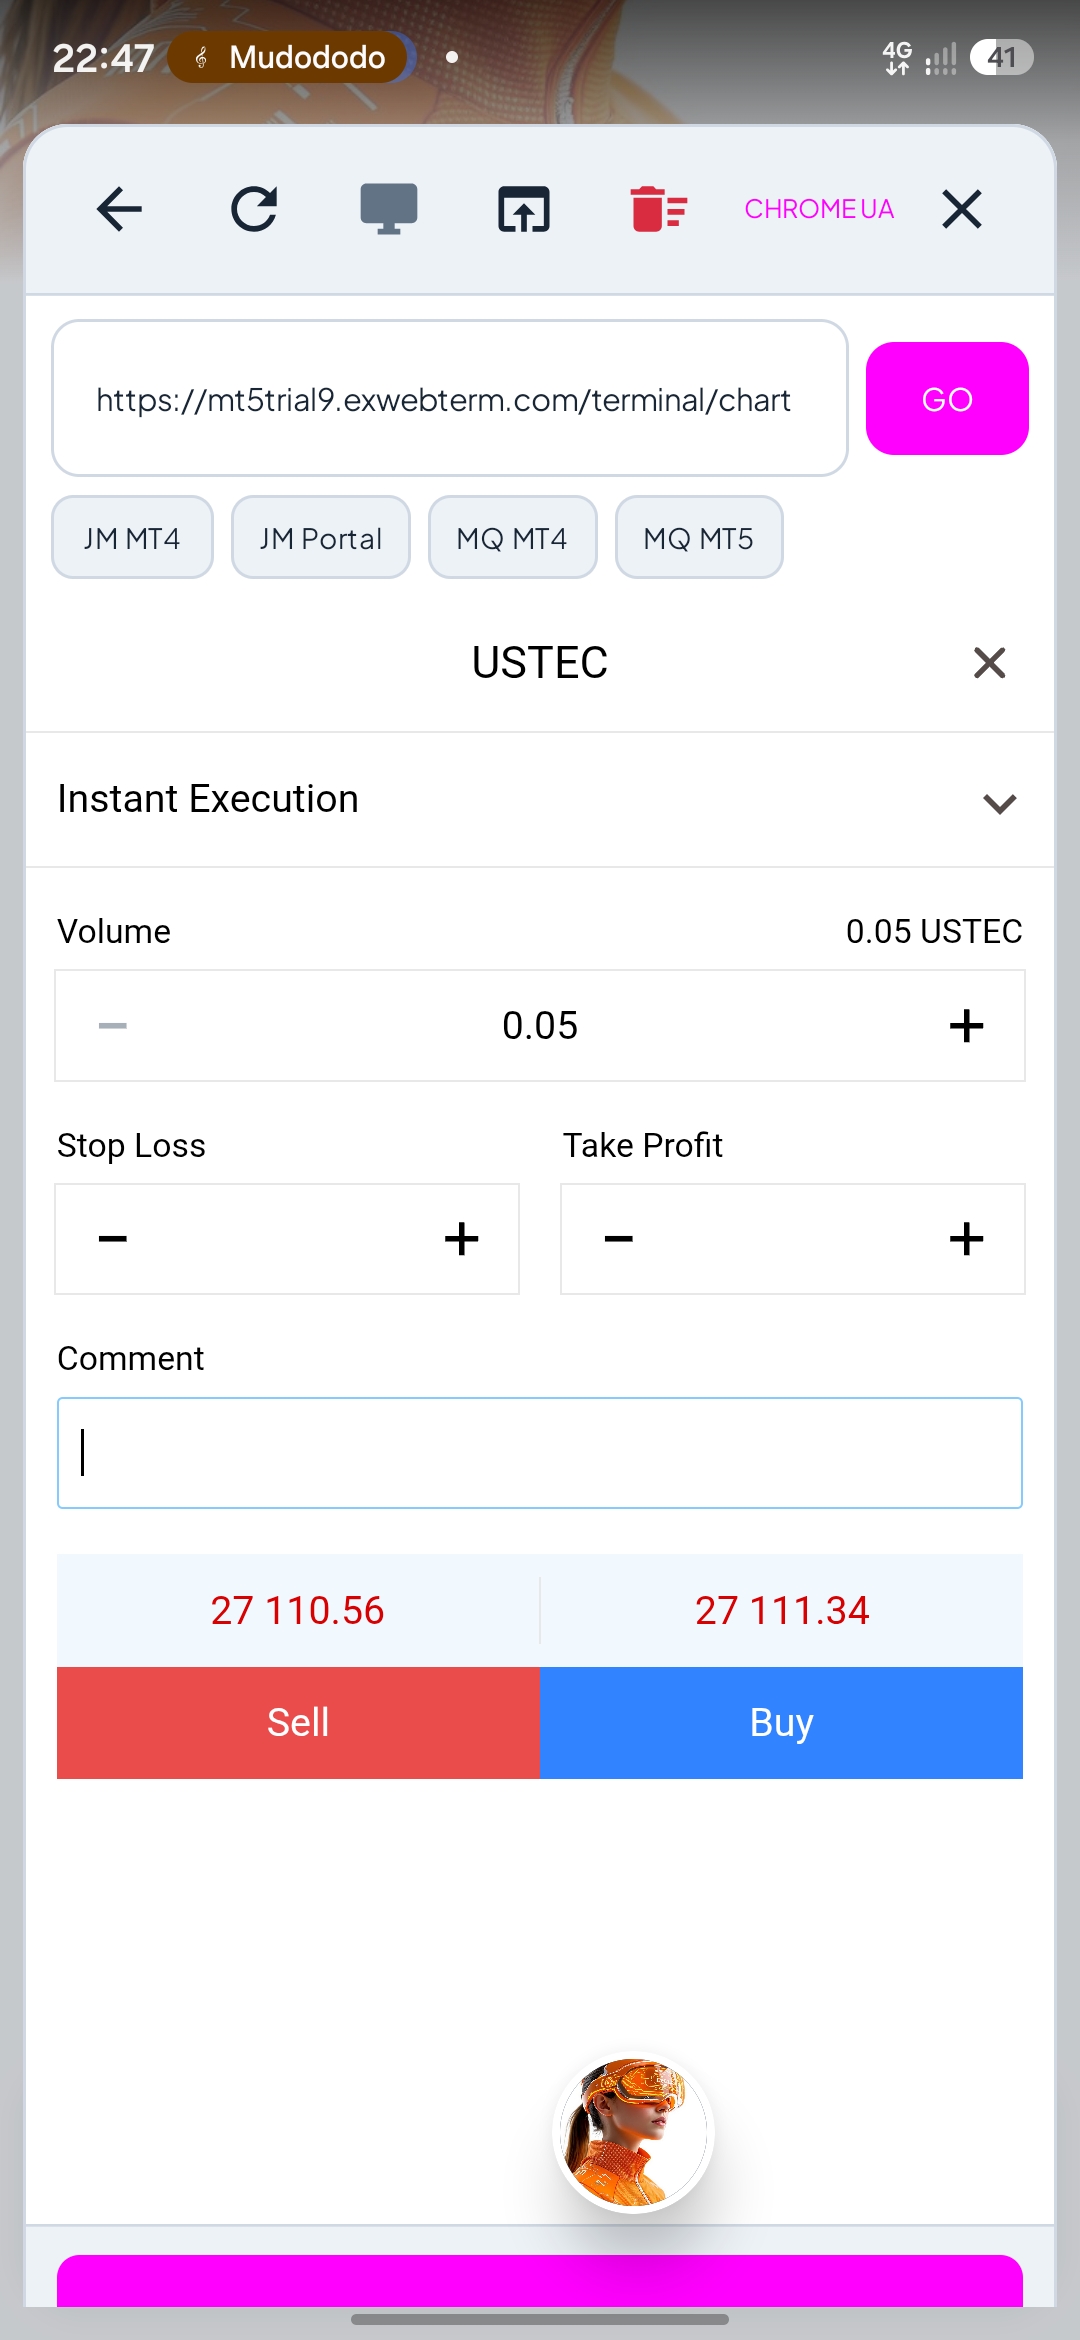 22:47 Mudododo 4G 41
CHROME UA
https://mt5trial9.exwebterm.com/terminal/chart GO
JM MT4 JM Portal MQ MT4 MQ MT5
USTEC
Instant Execution
Volume 0.05 USTEC
0.05
Stop Loss Take Profit
Comment
27 110.56 27 111.34
Sell Buy